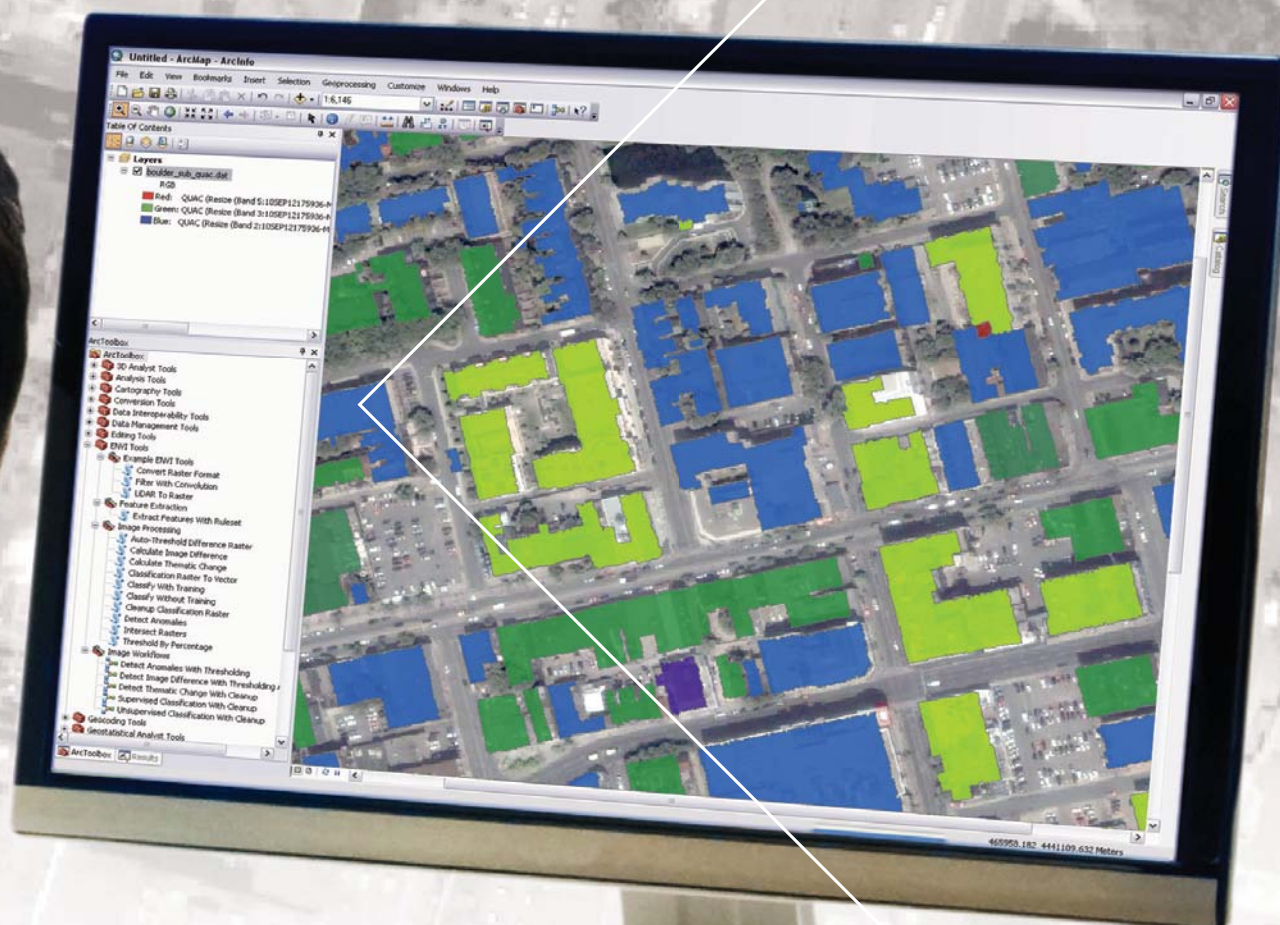 Untitled - ArcMap - ArcInfo
File Edit View Bookmarks Insert Selection Geoprocessing Customize Windows Help
1:6,146
Table Of Contents
Layers
boulder_sub_quac.dat
RGB
Red: QUAC (Resize (Band 5:10SEP12175936-M
Green: QUAC (Resize (Band 3:10SEP12175936-M
Blue: QUAC (Resize (Band 2:10SEP12175936-M
ArcToolbox
ArcToolbox
3D Analyst Tools
Analysis Tools
Cartography Tools
Conversion Tools
Data Interoperability Tools
Data Management Tools
Editing Tools
ENVI Tools
Example ENVI Tools
Convert Raster Format
Filter With Convolution
LIDAR To Raster
Feature Extraction
Extract Features With Ruleset
Image Processing
Auto-Threshold Difference Raster
Calculate Image Difference
Calculate Thematic Change
Classification Raster To Vector
Classify With Training
Classify Without Training
Cleanup Classification Raster
Detect Anomalies
Intersect Rasters
Threshold By Percentage
Image Workflows
Detect Anomalies With Thresholding
Detect Image Difference With Thresholding
Detect Thematic Change With Cleanup
Supervised Classification With Cleanup
Unsupervised Classification With Cleanup
Geocoding Tools
Geostatistical Analyst Tools
ArcToolbox Results
Search
Catalog
465958.182 4441109.632 Meters